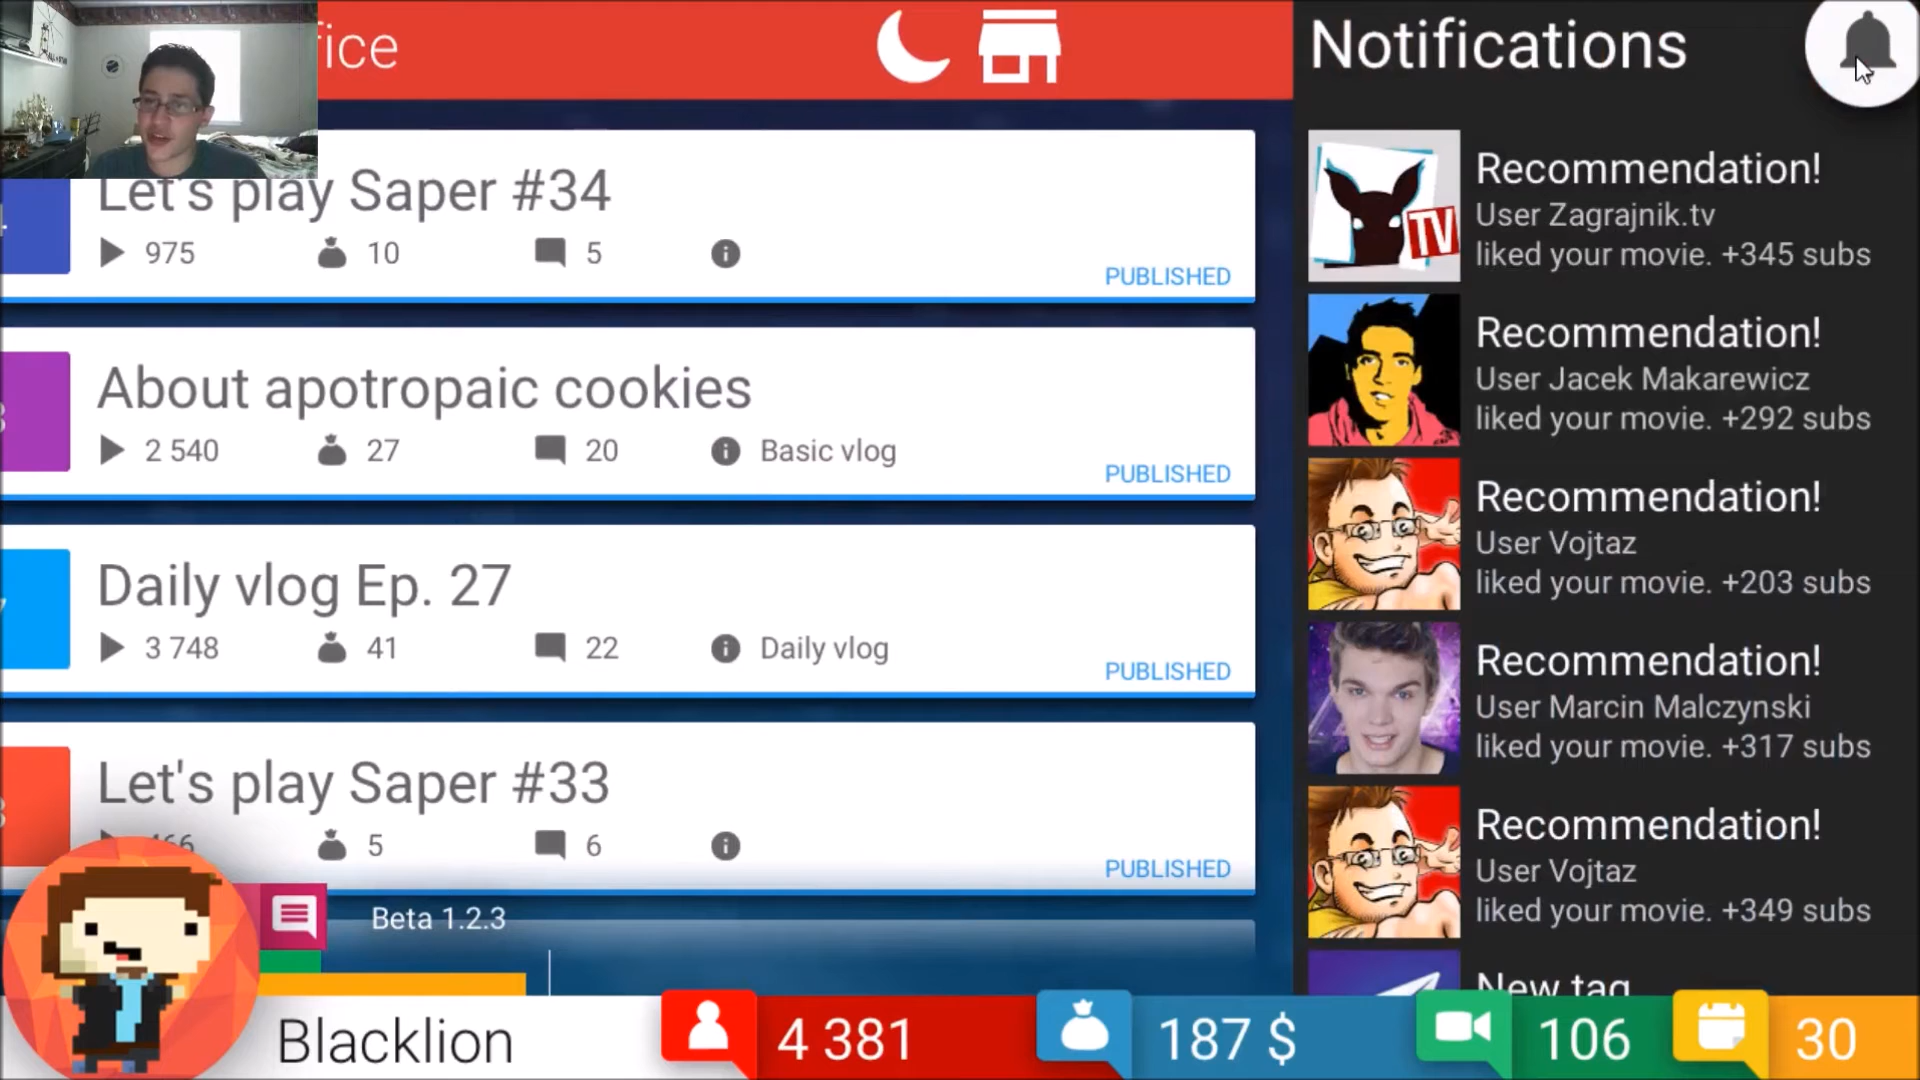 fice
Let's play Saper #34
975 10 5
PUBLISHED
About apotropaic cookies
2 540 27 20 Basic vlog
PUBLISHED
Daily vlog Ep. 27
3 748 41 22 Daily vlog
PUBLISHED
Let's play Saper #33
466 5 6
PUBLISHED
Beta 1.2.3
Blacklion
4 381
187 $
106
30
Notifications
TV
Recommendation!
User Zagrajnik.tv
liked your movie. +345 subs
Recommendation!
User Jacek Makarewicz
liked your movie. +292 subs
Recommendation!
User Vojtaz
liked your movie. +203 subs
Recommendation!
User Marcin Malczynski
liked your movie. +317 subs
Recommendation!
User Vojtaz
liked your movie. +349 subs
New tag